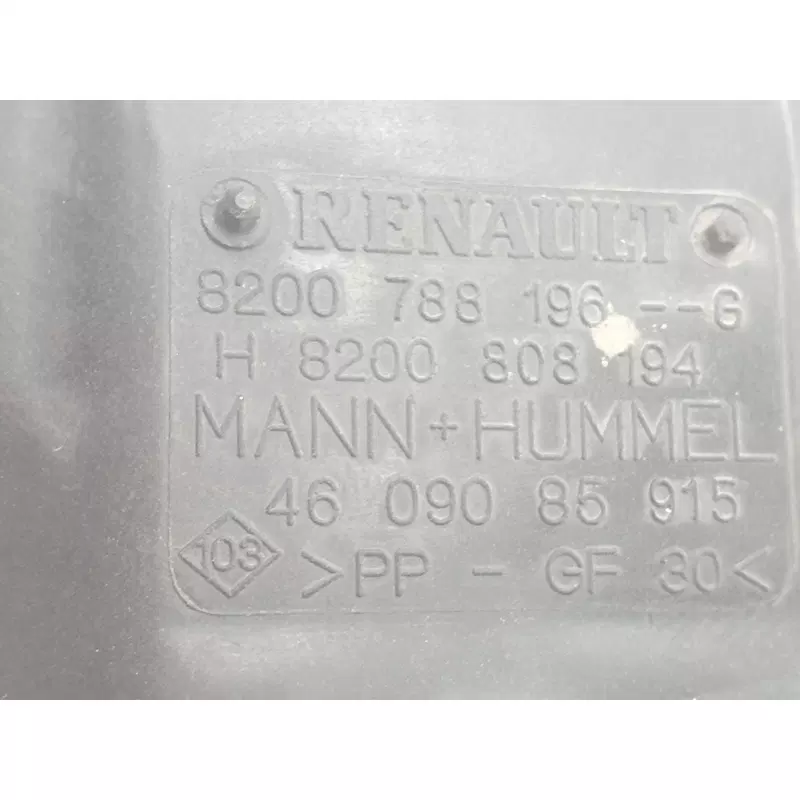 RENAULT
8200 788 196 --G
H 8200 808 194
MANN+HUMMEL
46 090 85 915
103 >PP - GF 30<